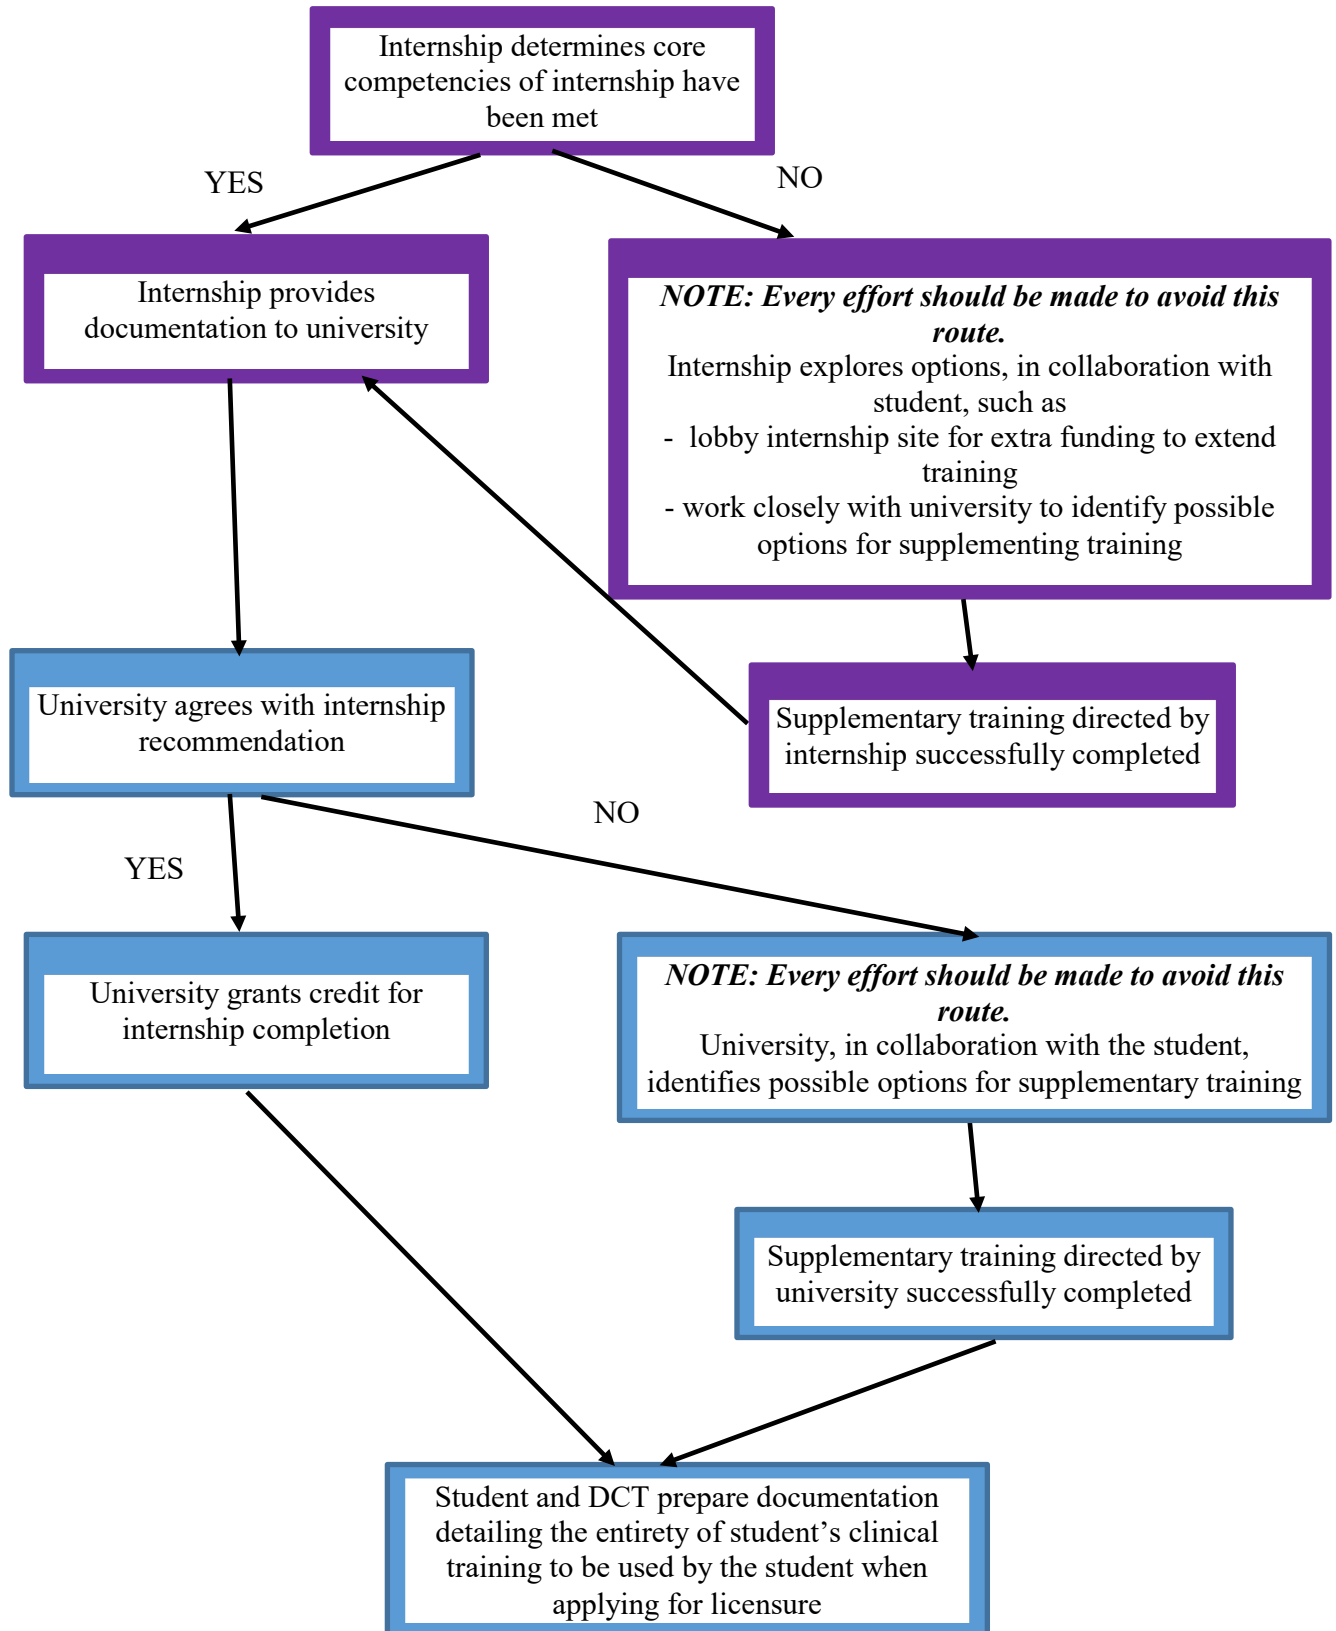 Internship determines core
competencies of internship have
been met
YES
NO
Internship provides
documentation to university
NOTE: Every effort should be made to avoid this
route.
Internship explores options, in collaboration with
student, such as
- lobby internship site for extra funding to extend
training
- work closely with university to identify possible
options for supplementing training
University agrees with internship
recommendation
Supplementary training directed by
internship successfully completed
NO
YES
University grants credit for
internship completion
NOTE: Every effort should be made to avoid this
route.
University, in collaboration with the student,
identifies possible options for supplementary training
Supplementary training directed by
university successfully completed
Student and DCT prepare documentation
detailing the entirety of student’s clinical
training to be used by the student when
applying for licensure